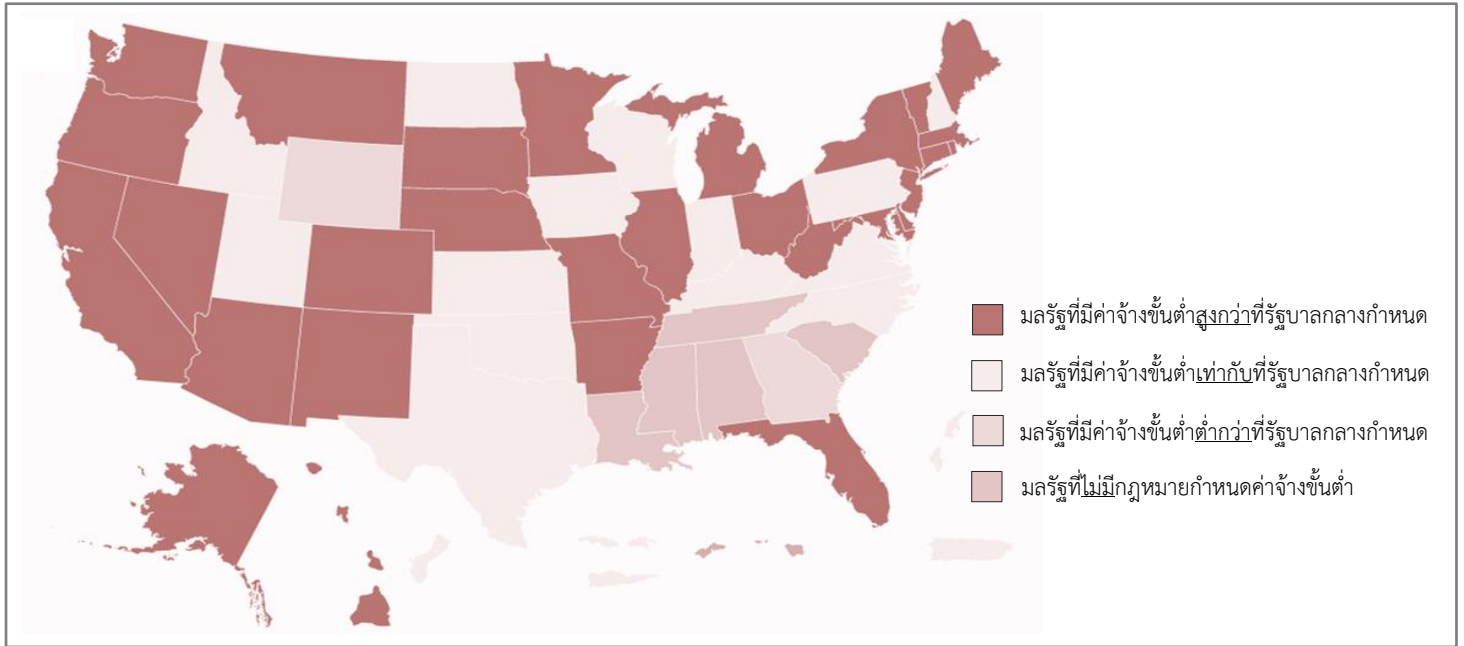 มลรัฐที่มีค่าจ้างขั้นต่ำสูงกว่าที่รัฐบาลกลางกำหนด
มลรัฐที่มีค่าจ้างขั้นต่ำเท่ากับที่รัฐบาลกลางกำหนด
มลรัฐที่มีค่าจ้างขั้นต่ำต่ำกว่าที่รัฐบาลกลางกำหนด
มลรัฐที่ไม่มีกฎหมายกำหนดค่าจ้างขั้นต่ำ